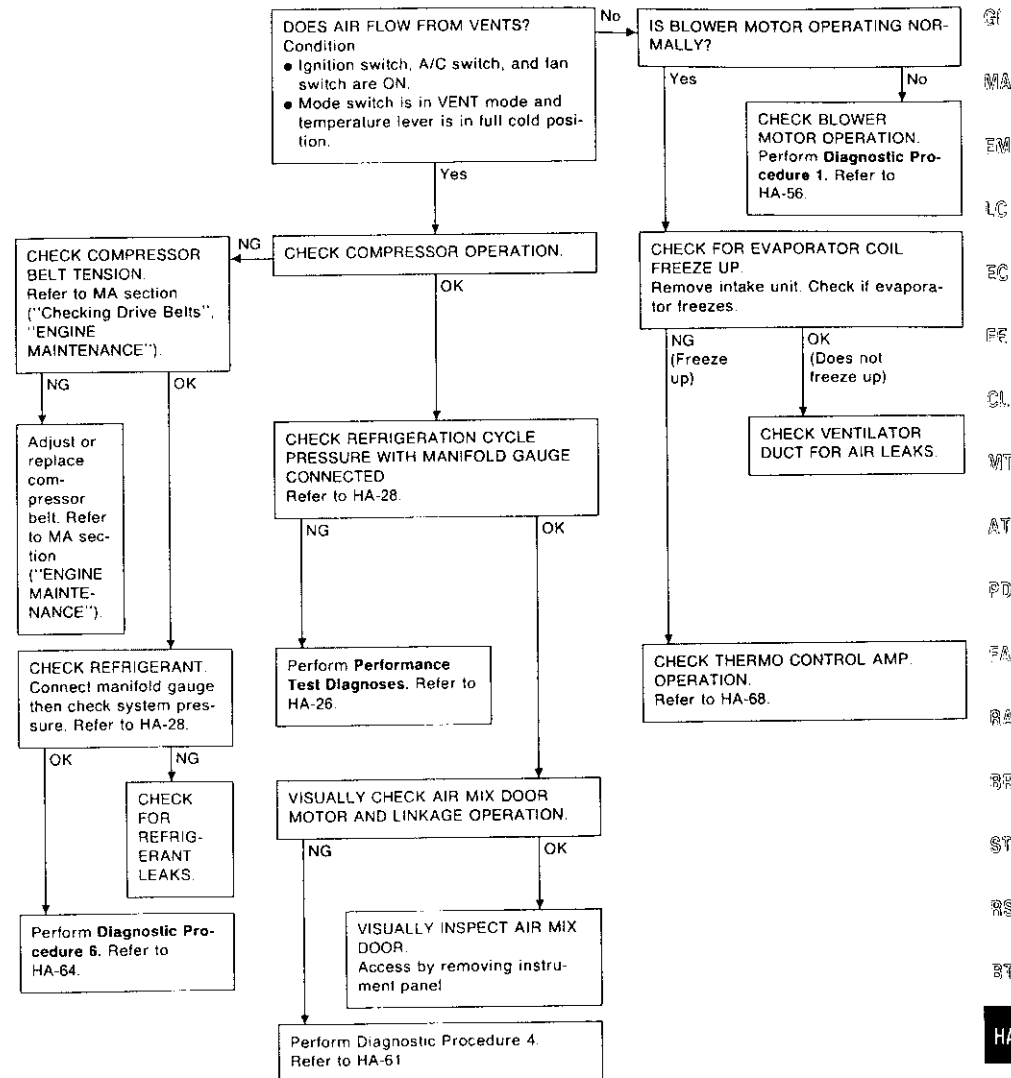 DOES AIR FLOW FROM VENTS?
Condition
● Ignition switch, A/C switch, and fan
switch are ON.
● Mode switch is in VENT mode and
temperature lever is in full cold posi-
tion.
No
IS BLOWER MOTOR OPERATING NOR-
MALLY?
Yes
No
CHECK BLOWER
MOTOR OPERATION.
Perform Diagnostic Pro-
cedure 1. Refer to
HA-56.
Yes
CHECK COMPRESSOR OPERATION.
NG
OK
CHECK COMPRESSOR
BELT TENSION.
Refer to MA section
("Checking Drive Belts",
"ENGINE
MAINTENANCE").
NG
OK
Adjust or
replace
com-
pressor
belt. Refer
to MA sec-
tion
("ENGINE
MAINTE-
NANCE").
CHECK REFRIGERANT.
Connect manifold gauge
then check system pres-
sure. Refer to HA-28.
OK
NG
CHECK
FOR
REFRIG-
ERANT
LEAKS.
Perform Diagnostic Pro-
cedure 6. Refer to
HA-64.
CHECK REFRIGERATION CYCLE
PRESSURE WITH MANIFOLD GAUGE
CONNECTED
Refer to HA-28.
NG
OK
Perform Performance
Test Diagnoses. Refer to
HA-26.
VISUALLY CHECK AIR MIX DOOR
MOTOR AND LINKAGE OPERATION.
NG
OK
VISUALLY INSPECT AIR MIX
DOOR.
Access by removing instru-
ment panel
Perform Diagnostic Procedure 4.
Refer to HA-61
CHECK FOR EVAPORATOR COIL
FREEZE UP.
Remove intake unit. Check if evapora-
tor freezes.
NG
(Freeze
up)
OK
(Does not
freeze up)
CHECK VENTILATOR
DUCT FOR AIR LEAKS.
CHECK THERMO CONTROL AMP.
OPERATION.
Refer to HA-68.
GI
MA
EM
LC
EC
FE
CL
MT
AT
PD
FA
RA
BR
ST
RS
BT
HA